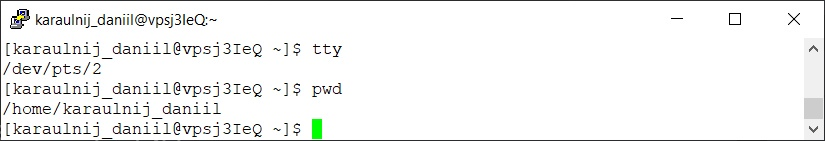 karaulnij_daniil@vpsj3IeQ:~
[karaulnij_daniil@vpsj3IeQ ~]$ tty
/dev/pts/2
[karaulnij_daniil@vpsj3IeQ ~]$ pwd
/home/karaulnij_daniil
[karaulnij_daniil@vpsj3IeQ ~]$